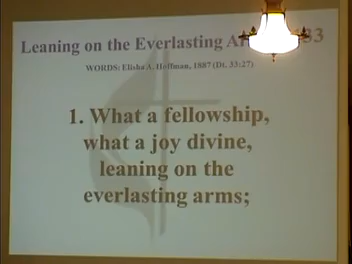 Leaning on the Everlasting 33
WORDS: Elisha A. Hoffman, 1887 (Dt. 33:27)
1. What a fellowship,
what a joy divine,
leaning on the
everlasting arms;